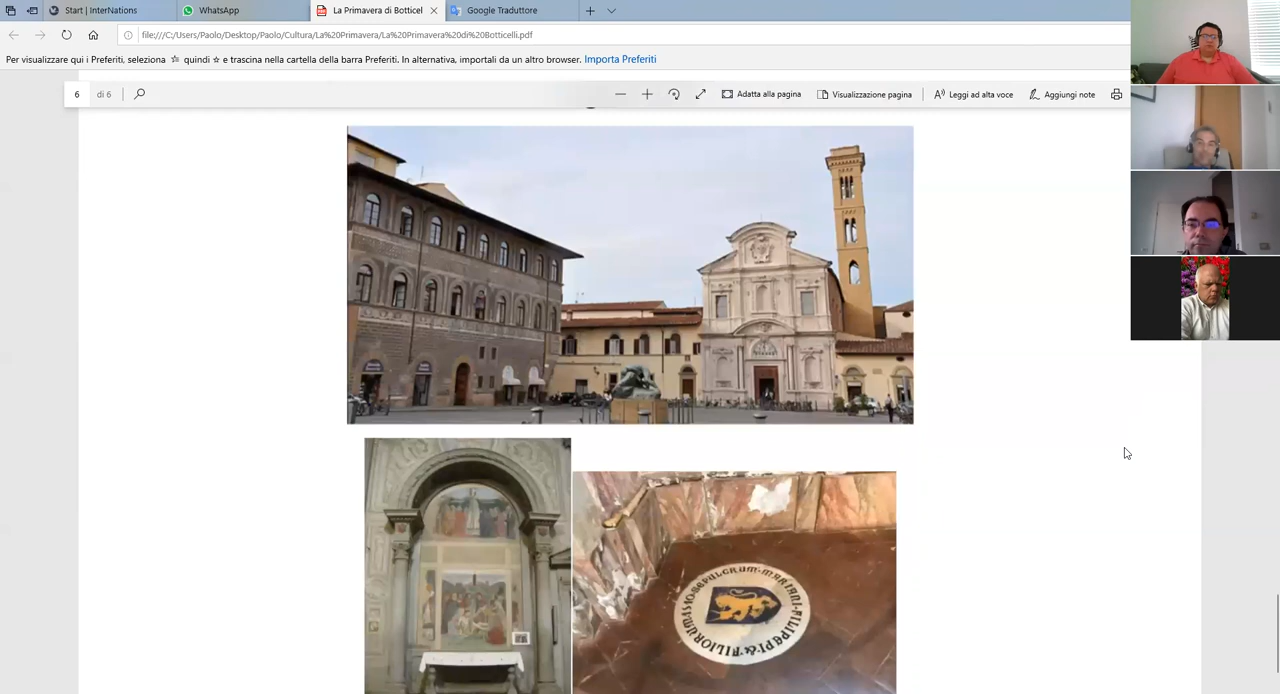 Start | InterNations
WhatsApp
La Primavera di Botticel
Google Traduttore
file:///C:/Users/Paolo/Desktop/Paolo/Cultura/La%20Primavera/La%20Primavera%20di%20Botticelli.pdf
Per visualizzare qui i Preferiti, seleziona quindi e trascina nella cartella della barra Preferiti. In alternativa, importali da un altro browser. Importa Preferiti
6 di 6
Adatta alla pagina
Visualizzazione pagina
Leggi ad alta voce
Aggiungi note
SEPULCRUM·MARIANI·FILIPEPI·&·FILIORUM·1510